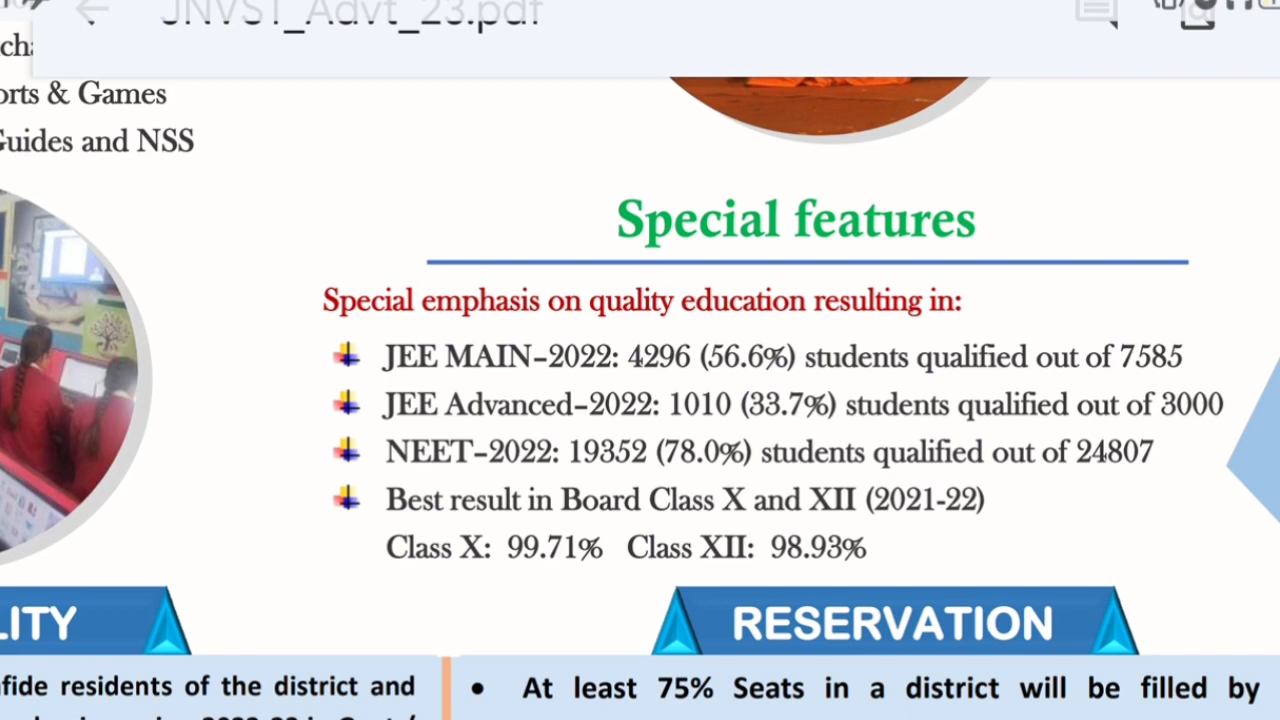 JNVST_Advt_23.pdf
orts & Games
Guides and NSS
Special features
Special emphasis on quality education resulting in:
JEE MAIN-2022: 4296 (56.6%) students qualified out of 7585
JEE Advanced-2022: 1010 (33.7%) students qualified out of 3000
NEET-2022: 19352 (78.0%) students qualified out of 24807
Best result in Board Class X and XII (2021-22)
Class X: 99.71% Class XII: 98.93%
LITY
RESERVATION
fide residents of the district and
• At least 75% Seats in a district will be filled by